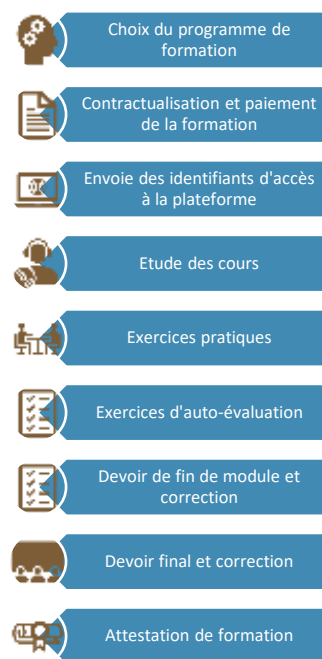 Choix du programme de
formation
Contractualisation et paiement
de la formation
Envoie des identifiants d'accès
à la plateforme
Etude des cours
Exercices pratiques
Exercices d'auto-évaluation
Devoir de fin de module et
correction
Devoir final et correction
Attestation de formation